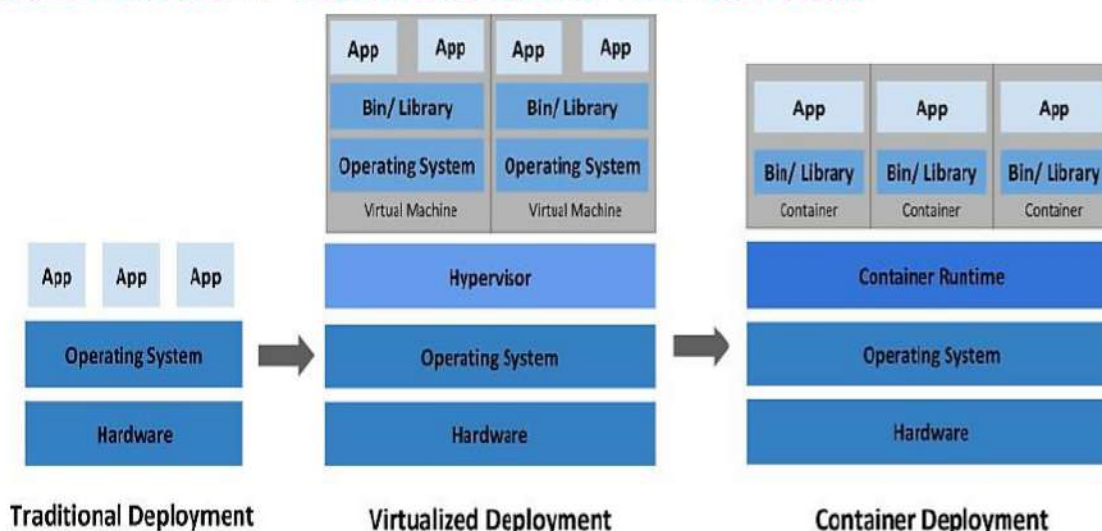 App App App
Operating System
Hardware
Traditional Deployment
App App App App
Bin/ Library Bin/ Library
Operating System Operating System
Virtual Machine Virtual Machine
Hypervisor
Operating System
Hardware
Virtualized Deployment
App App App
Bin/ Library Bin/ Library Bin/ Library
Container Container Container
Container Runtime
Operating System
Hardware
Container Deployment